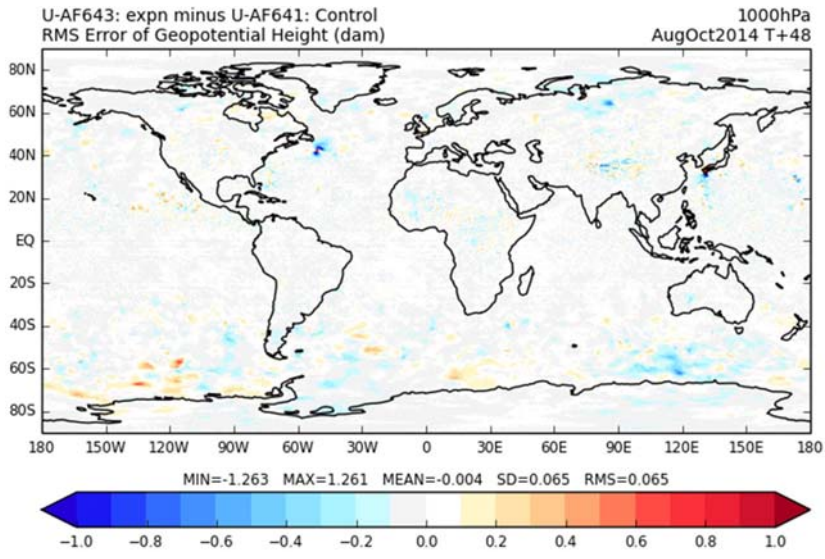 U-AF643: expn minus U-AF641: Control
1000hPa
RMS Error of Geopotential Height (dam)
AugOct2014 T+48
80N
60N
40N
20N
EQ
20S
40S
60S
80S
180 150W 120W 90W 60W 30W 0 30E 60E 90E 120E 150E 180
MIN=-1.263 MAX=1.261 MEAN=-0.004 SD=0.065 RMS=0.065
−1.0 −0.8 −0.6 −0.4 −0.2 0.0 0.2 0.4 0.6 0.8 1.0